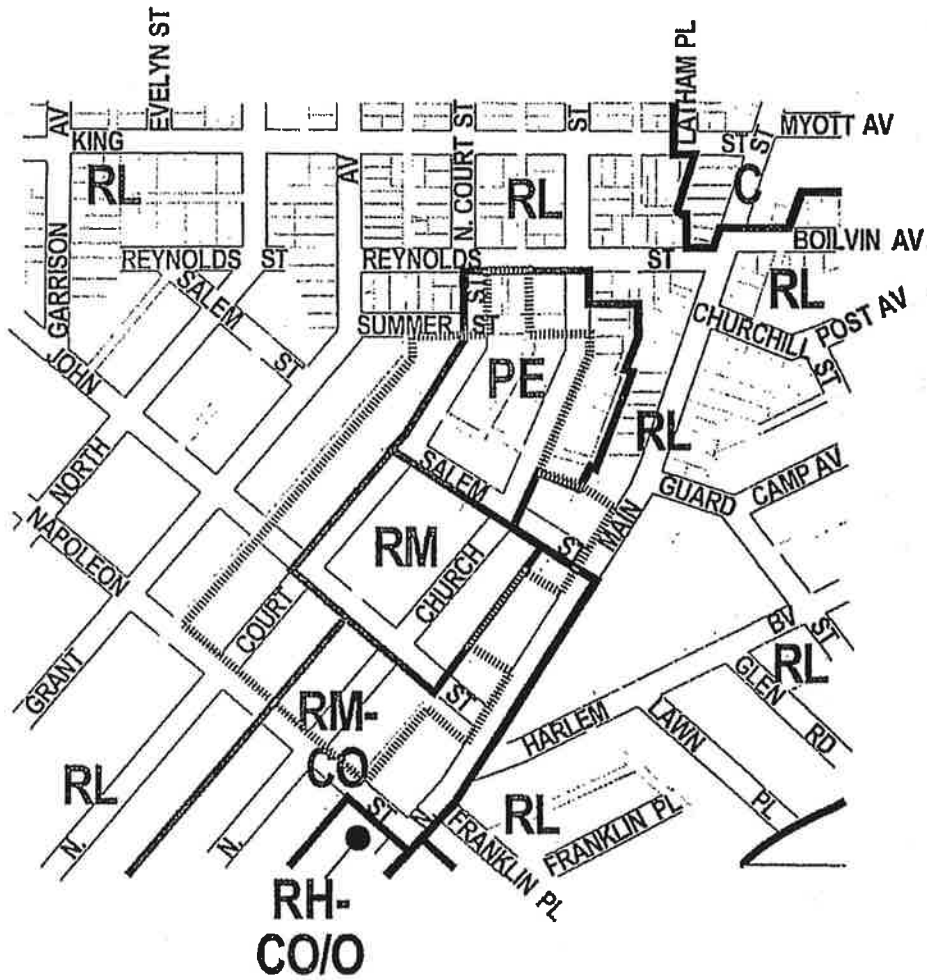 EVELYN ST
LATHAM PL
AV
KING
AV
N. COURT ST
ST
ST
ST
MYOTT AV
RL
RL
C
GARRISON
REYNOLDS ST
REYNOLDS
ST
BOILVIN AV
RL
SALEM
ST
SUMMER ST
ST
CHURCHILL
ST
POST AV
JOHN
PE
RL
NORTH
NAPOLEON
SALEM
ST
MAIN
GUARD
ST
CAMP AV
RM
CHURCH
COURT
GRANT
ST
BV
HARLEM
LAWN
PL
GLEN
RD
RL
RM-
CO
RL
ST
N.
N.
N.
FRANKLIN PL
RL
FRANKLIN PL
RH-
CO/O